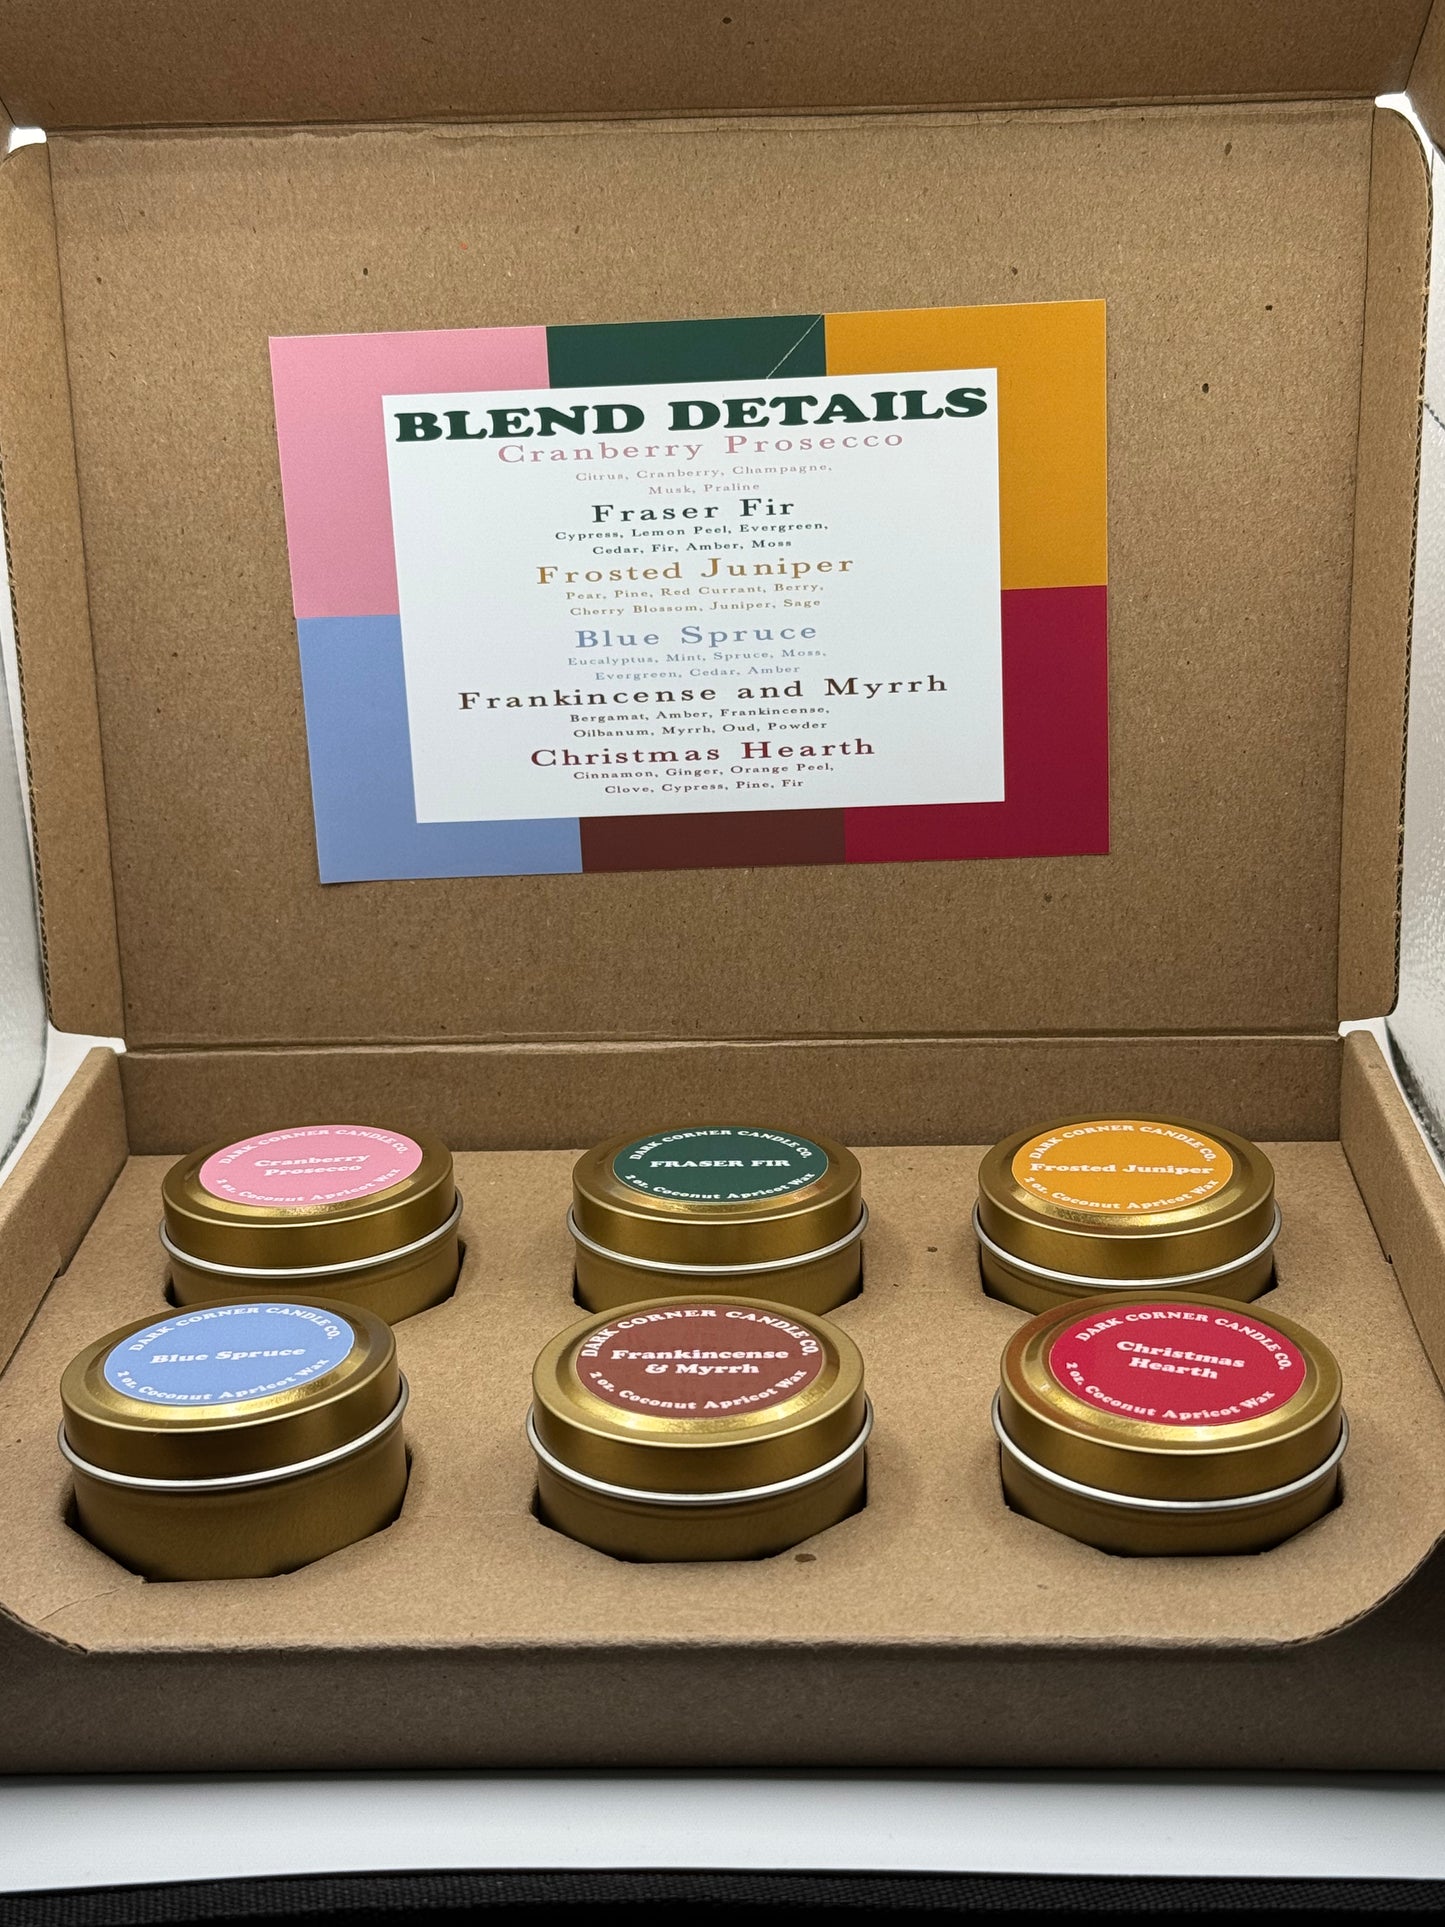 BLEND DETAILS
Cranberry Prosecco
Citrus, Cranberry, Champagne,
Musk, Praline
Fraser Fir
Cypress, Lemon Peel, Evergreen,
Cedar, Fir, Amber, Moss
Frosted Juniper
Pear, Pine, Red Currant, Berry,
Cherry Blossom, Juniper, Sage
Blue Spruce
Eucalyptus, Mint, Spruce, Moss,
Evergreen, Cedar, Amber
Frankincense and Myrrh
Bergamat, Amber, Frankincense,
Oilbanum, Myrrh, Oud, Powder
Christmas Hearth
Cinnamon, Ginger, Orange Peel,
Clove, Cypress, Pine, Fir
DARK CORNER CANDLE CO.
Cranberry
Prosecco
2 oz. Coconut Apricot Wax
DARK CORNER CANDLE CO.
FRASER FIR
2 oz. Coconut Apricot Wax
DARK CORNER CANDLE CO.
Frosted Juniper
2 oz. Coconut Apricot Wax
DARK CORNER CANDLE CO.
Blue Spruce
2 oz. Coconut Apricot Wax
DARK CORNER CANDLE CO.
Frankincense
& Myrrh
2 oz. Coconut Apricot Wax
DARK CORNER CANDLE CO.
Christmas
Hearth
2 oz. Coconut Apricot Wax